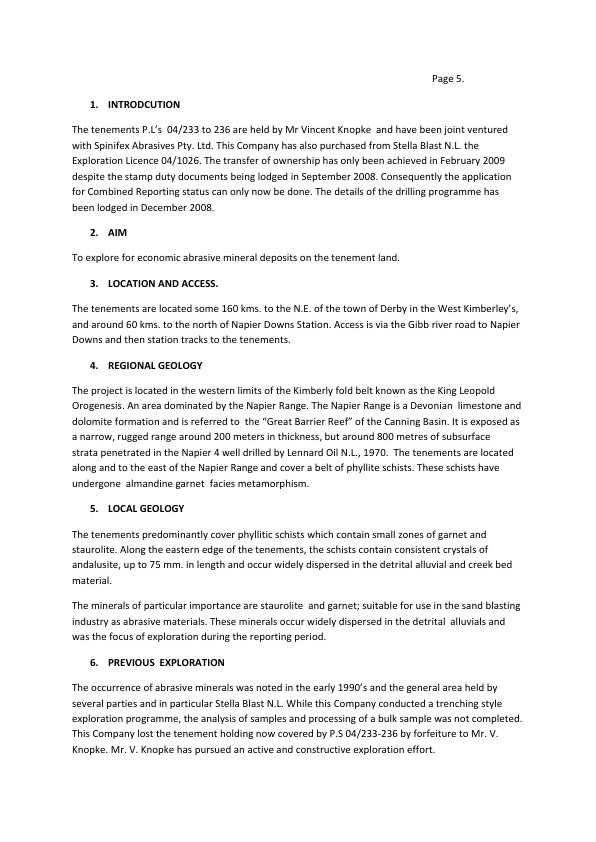 Page 5.
1. INTRODCUTION
The tenements P.L’s  04/233 to 236 are held by Mr Vincent Knopke  and have been joint ventured
with Spinifex Abrasives Pty. Ltd. This Company has also purchased from Stella Blast N.L. the
Exploration Licence 04/1026. The transfer of ownership has only been achieved in February 2009
despite the stamp duty documents being lodged in September 2008. Consequently the application
for Combined Reporting status can only now be done. The details of the drilling programme has
been lodged in December 2008.
2. AIM
To explore for economic abrasive mineral deposits on the tenement land.
3. LOCATION AND ACCESS.
The tenements are located some 160 kms. to the N.E. of the town of Derby in the West Kimberley’s,
and around 60 kms. to the north of Napier Downs Station. Access is via the Gibb river road to Napier
Downs and then station tracks to the tenements.
4. REGIONAL GEOLOGY
The project is located in the western limits of the Kimberly fold belt known as the King Leopold
Orogenesis. An area dominated by the Napier Range. The Napier Range is a Devonian  limestone and
dolomite formation and is referred to  the “Great Barrier Reef” of the Canning Basin. It is exposed as
a narrow, rugged range around 200 meters in thickness, but around 800 metres of subsurface
strata penetrated in the Napier 4 well drilled by Lennard Oil N.L., 1970.  The tenements are located
along and to the east of the Napier Range and cover a belt of phyllite schists. These schists have
undergone  almandine garnet  facies metamorphism.
5. LOCAL GEOLOGY
The tenements predominantly cover phyllitic schists which contain small zones of garnet and
staurolite. Along the eastern edge of the tenements, the schists contain consistent crystals of
andalusite, up to 75 mm. in length and occur widely dispersed in the detrital alluvial and creek bed
material.
The minerals of particular importance are staurolite  and garnet; suitable for use in the sand blasting
industry as abrasive materials. These minerals occur widely dispersed in the detrital  alluvials and
was the focus of exploration during the reporting period.
6. PREVIOUS  EXPLORATION
The occurrence of abrasive minerals was noted in the early 1990’s and the general area held by
several parties and in particular Stella Blast N.L. While this Company conducted a trenching style
exploration programme, the analysis of samples and processing of a bulk sample was not completed.
This Company lost the tenement holding now covered by P.S 04/233-236 by forfeiture to Mr. V.
Knopke. Mr. V. Knopke has pursued an active and constructive exploration effort.